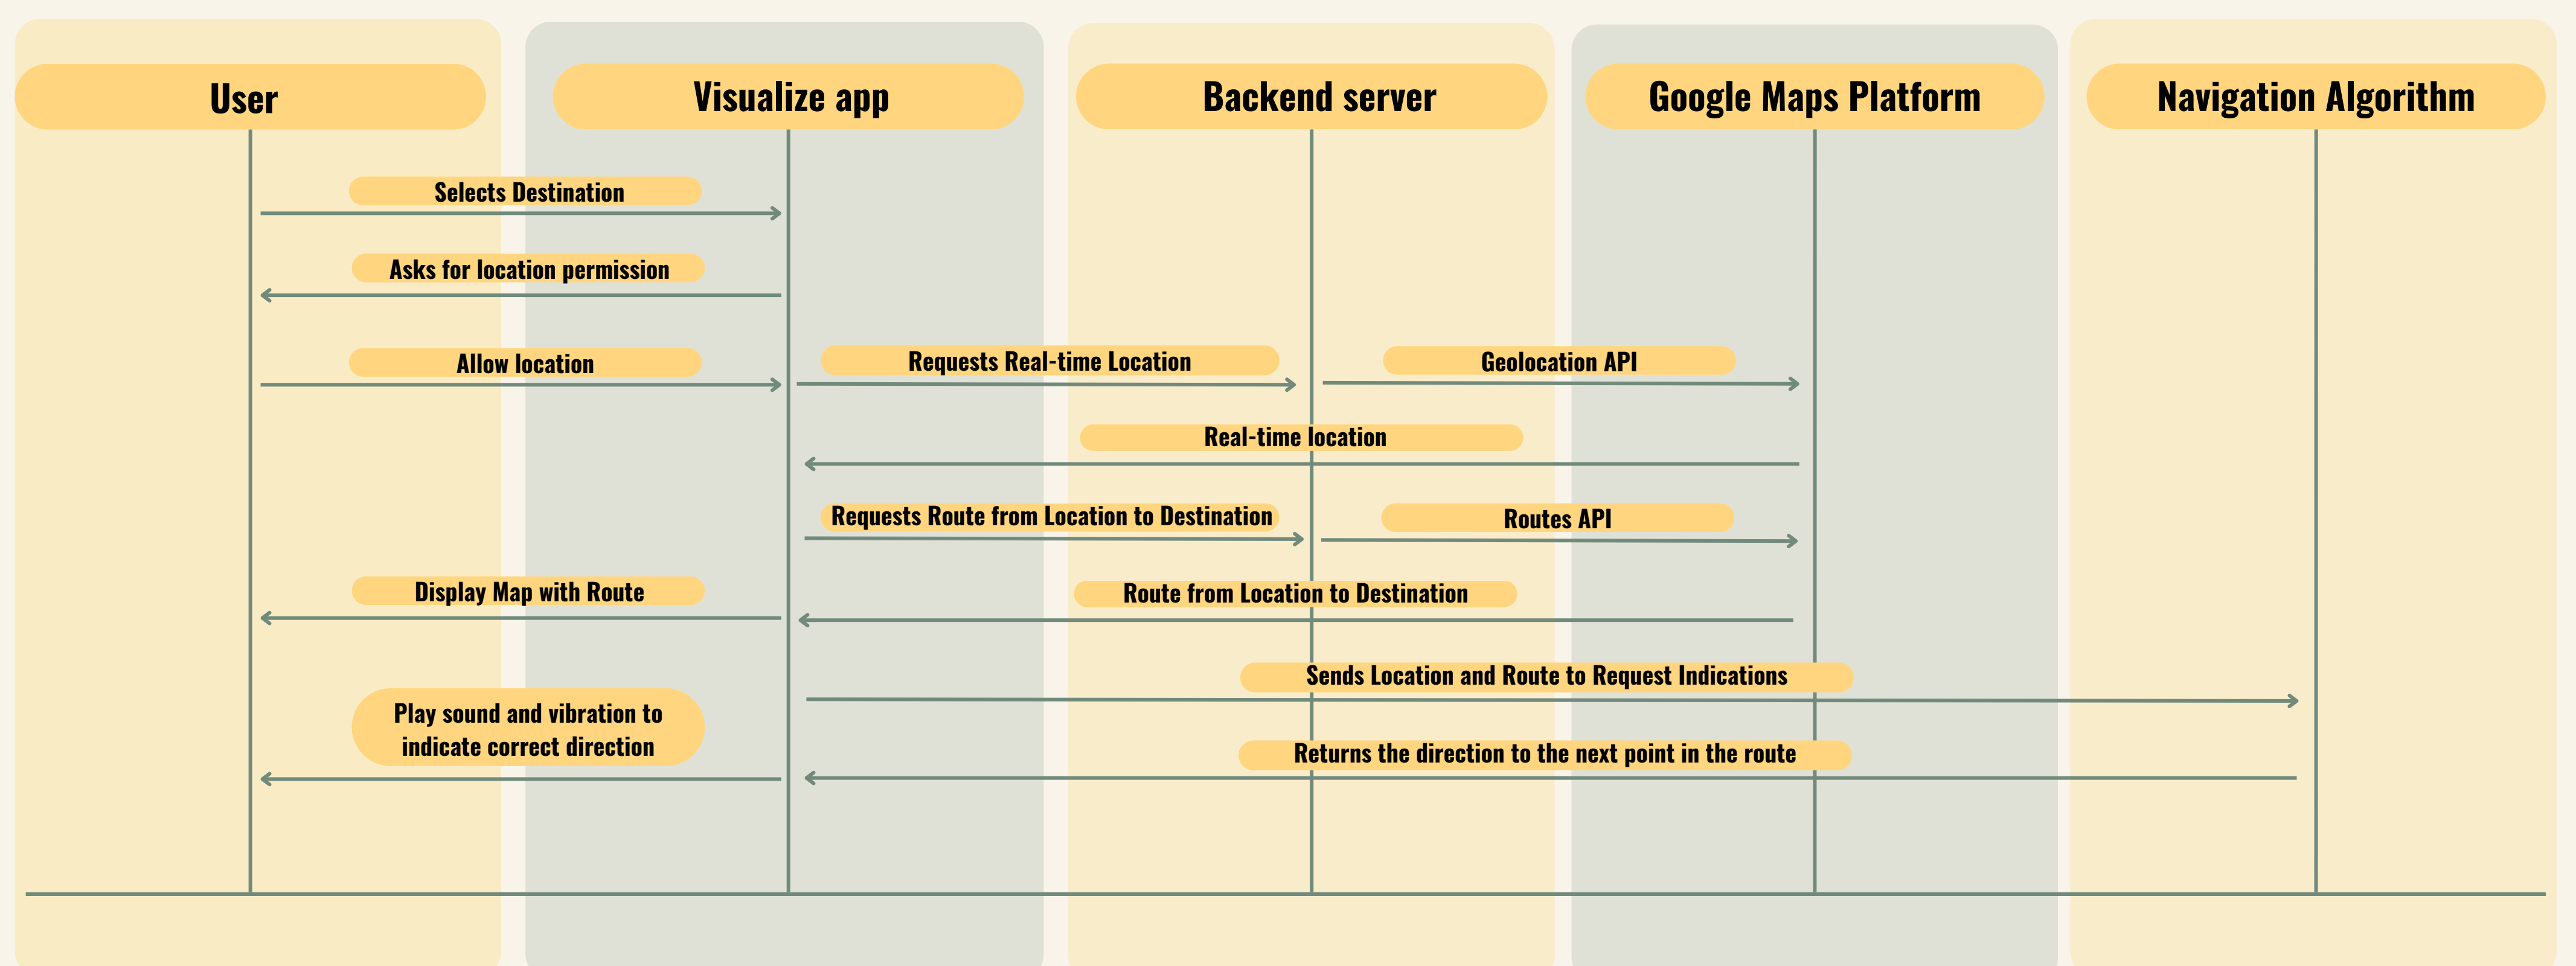 User
Visualize app
Backend server
Google Maps Platform
Navigation Algorithm
Selects Destination
Asks for location permission
Allow location
Requests Real-time Location
Geolocation API
Real-time location
Requests Route from Location to Destination
Routes API
Display Map with Route
Route from Location to Destination
Sends Location and Route to Request Indications
Play sound and vibration to
indicate correct direction
Returns the direction to the next point in the route